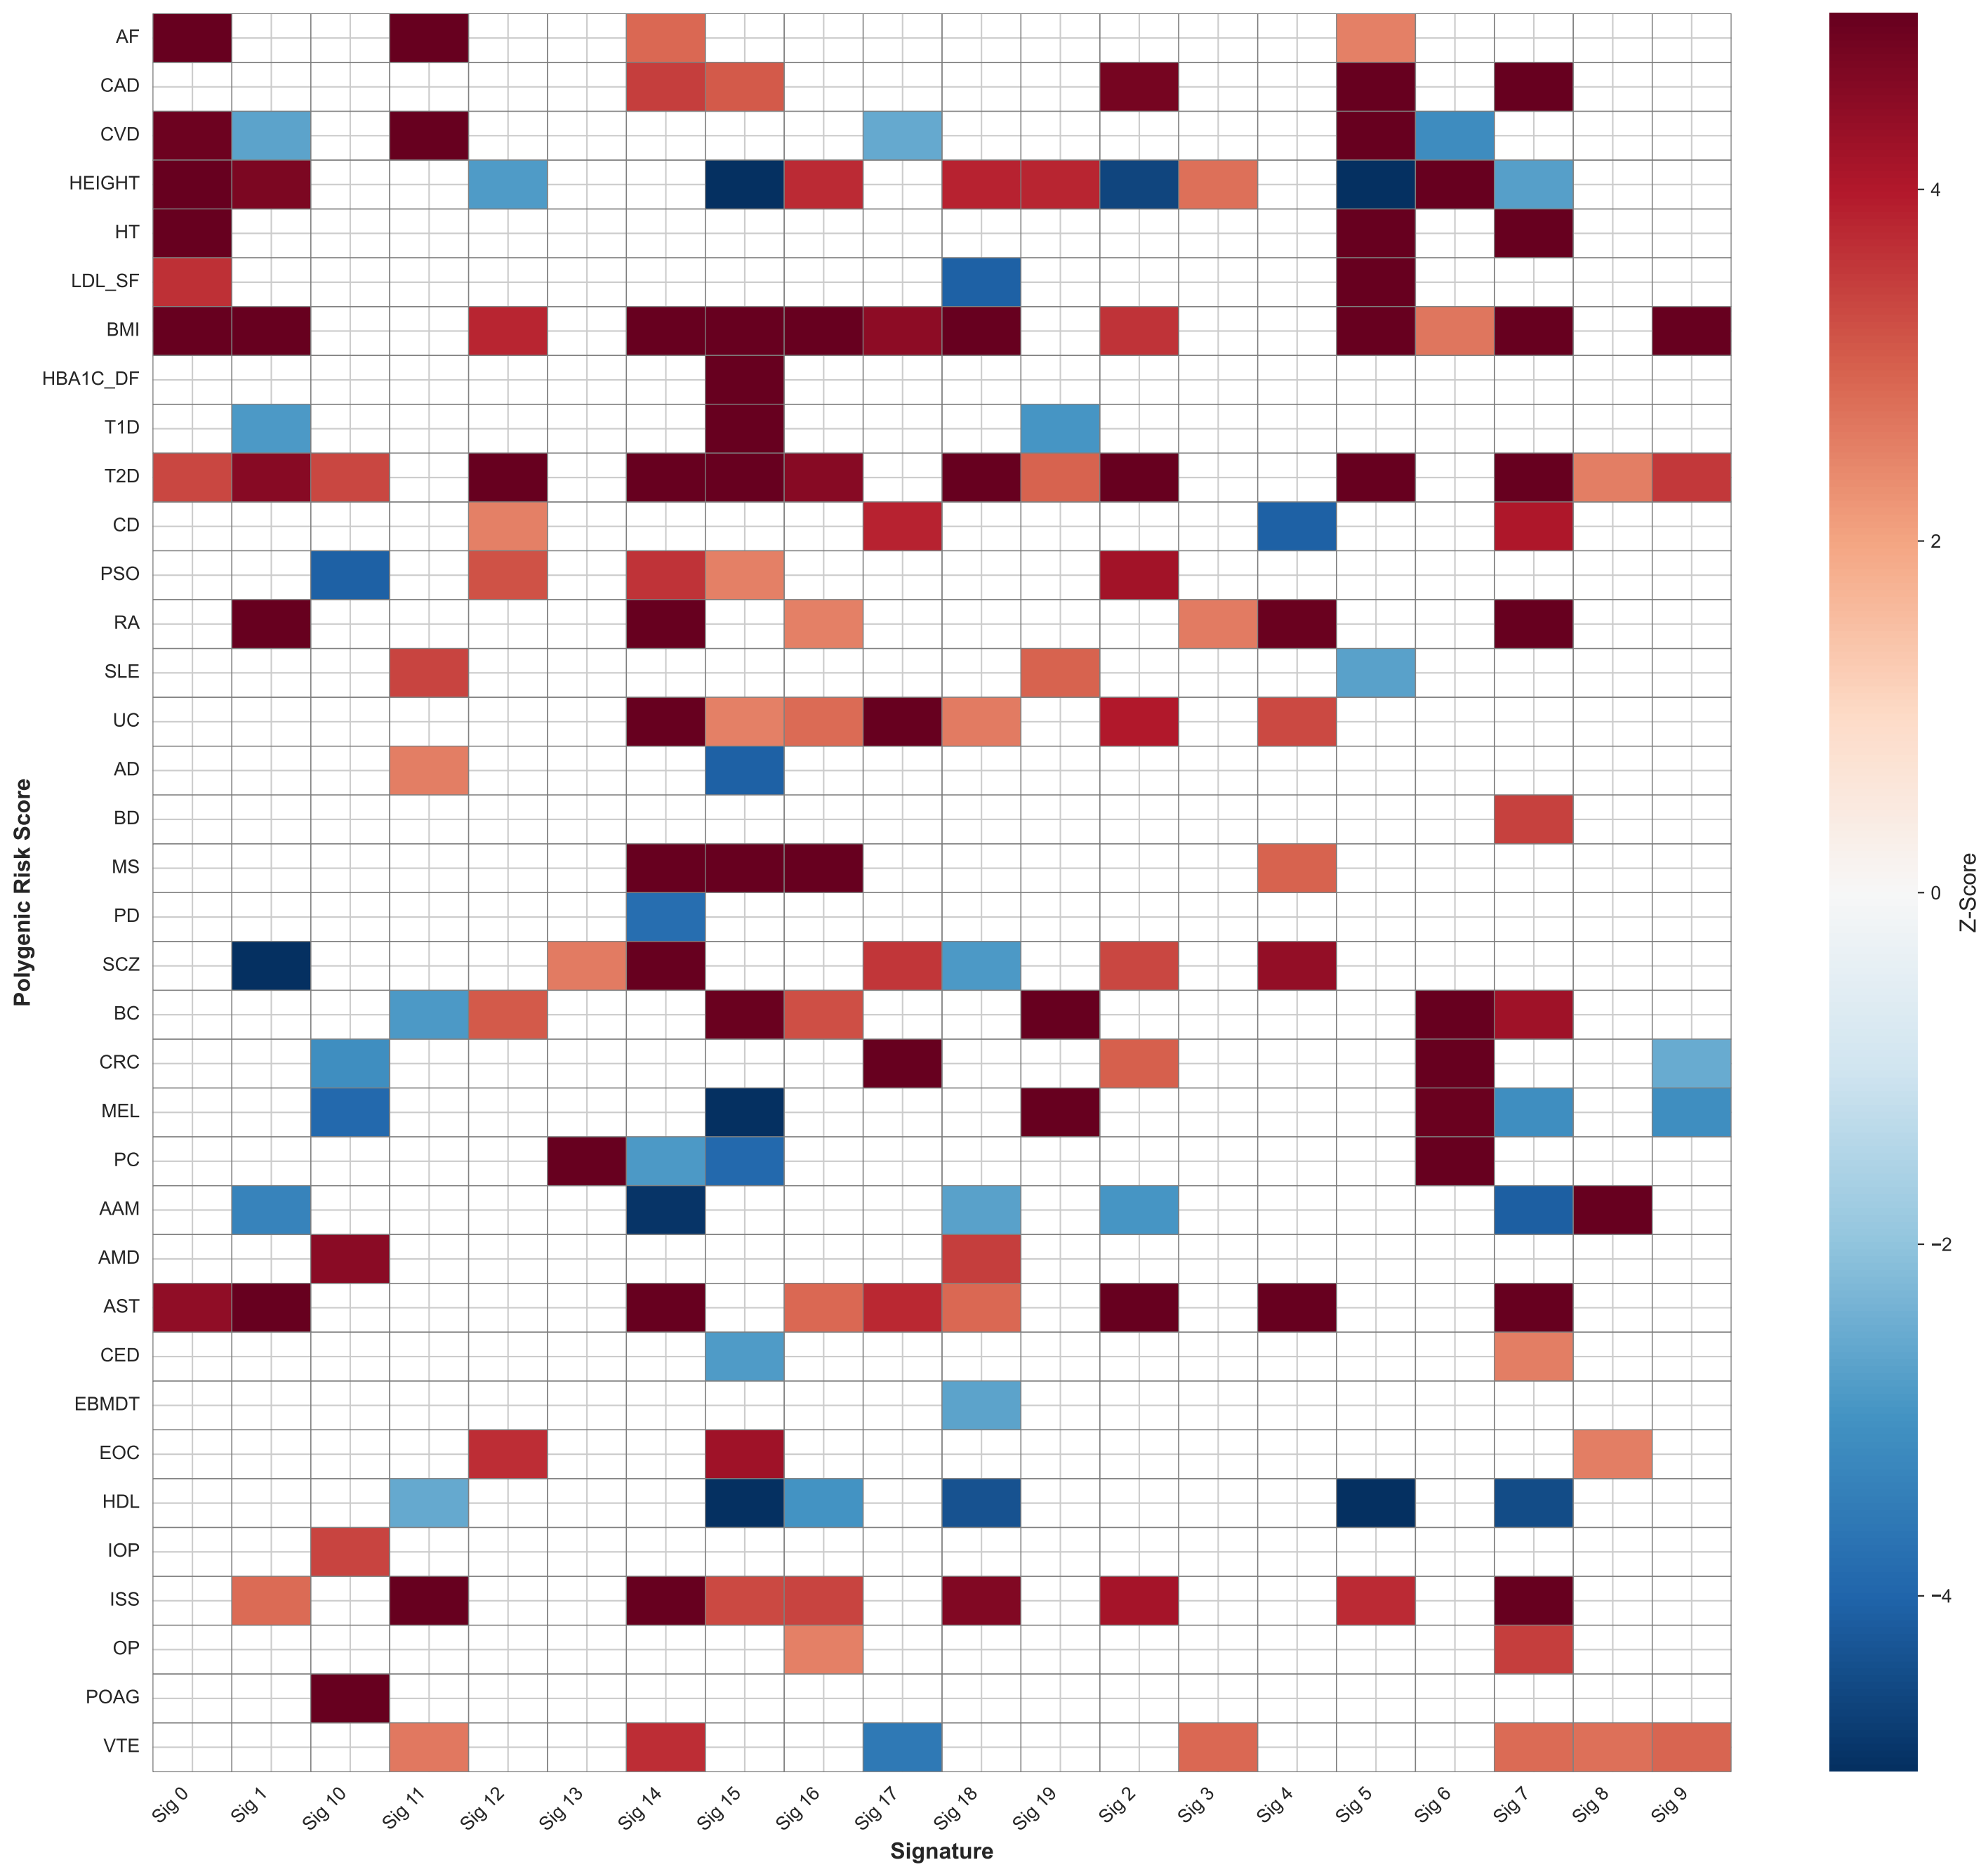 Polygenic Risk Score
AF
CAD
CVD
HEIGHT
HT
LDL_SF
BMI
HBA1C_DF
T1D
T2D
CD
PSO
RA
SLE
UC
AD
BD
MS
PD
SCZ
BC
CRC
MEL
PC
AAM
AMD
AST
CED
EBMDT
EOC
HDL
IOP
ISS
OP
POAG
VTE
Sig 0 Sig 1 Sig 10 Sig 11 Sig 12 Sig 13 Sig 14 Sig 15 Sig 16 Sig 17 Sig 18 Sig 19 Sig 2 Sig 3 Sig 4 Sig 5 Sig 6 Sig 7 Sig 8 Sig 9
Signature
4
2
0
−2
−4
Z-Score